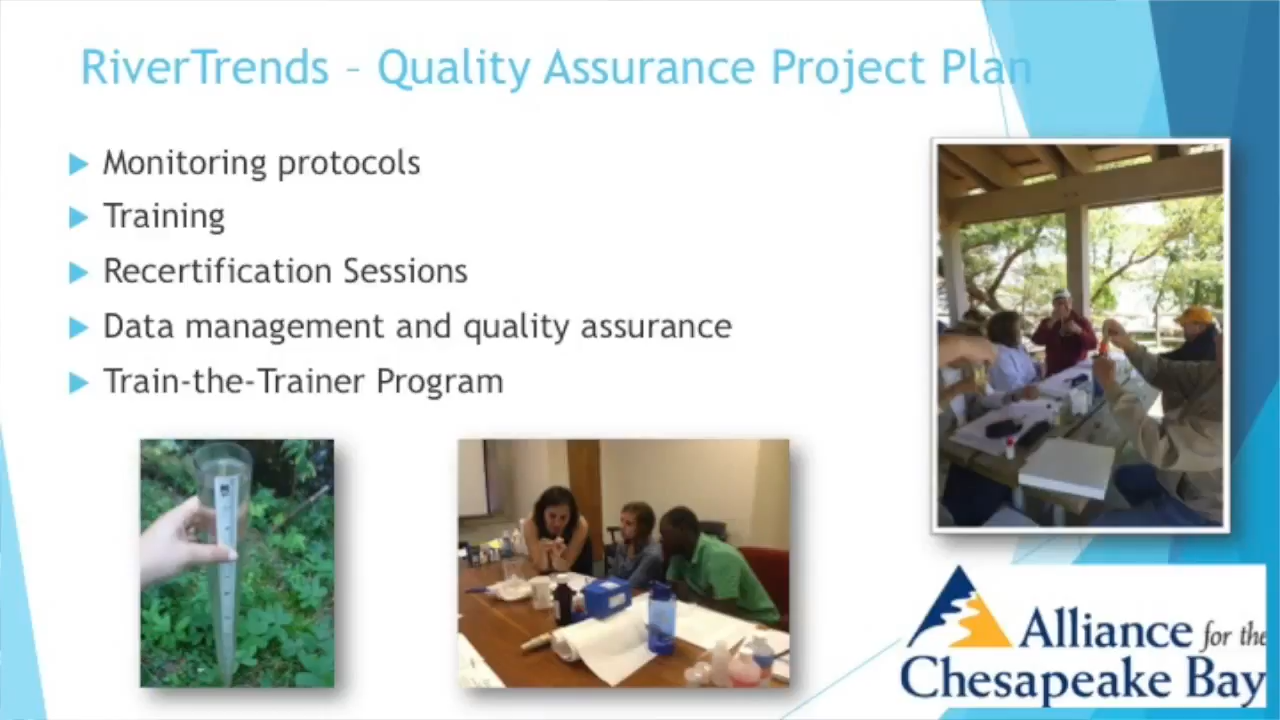 RiverTrends – Quality Assurance Project Plan
Monitoring protocols
Training
Recertification Sessions
Data management and quality assurance
Train-the-Trainer Program
Alliance for the
Chesapeake Bay